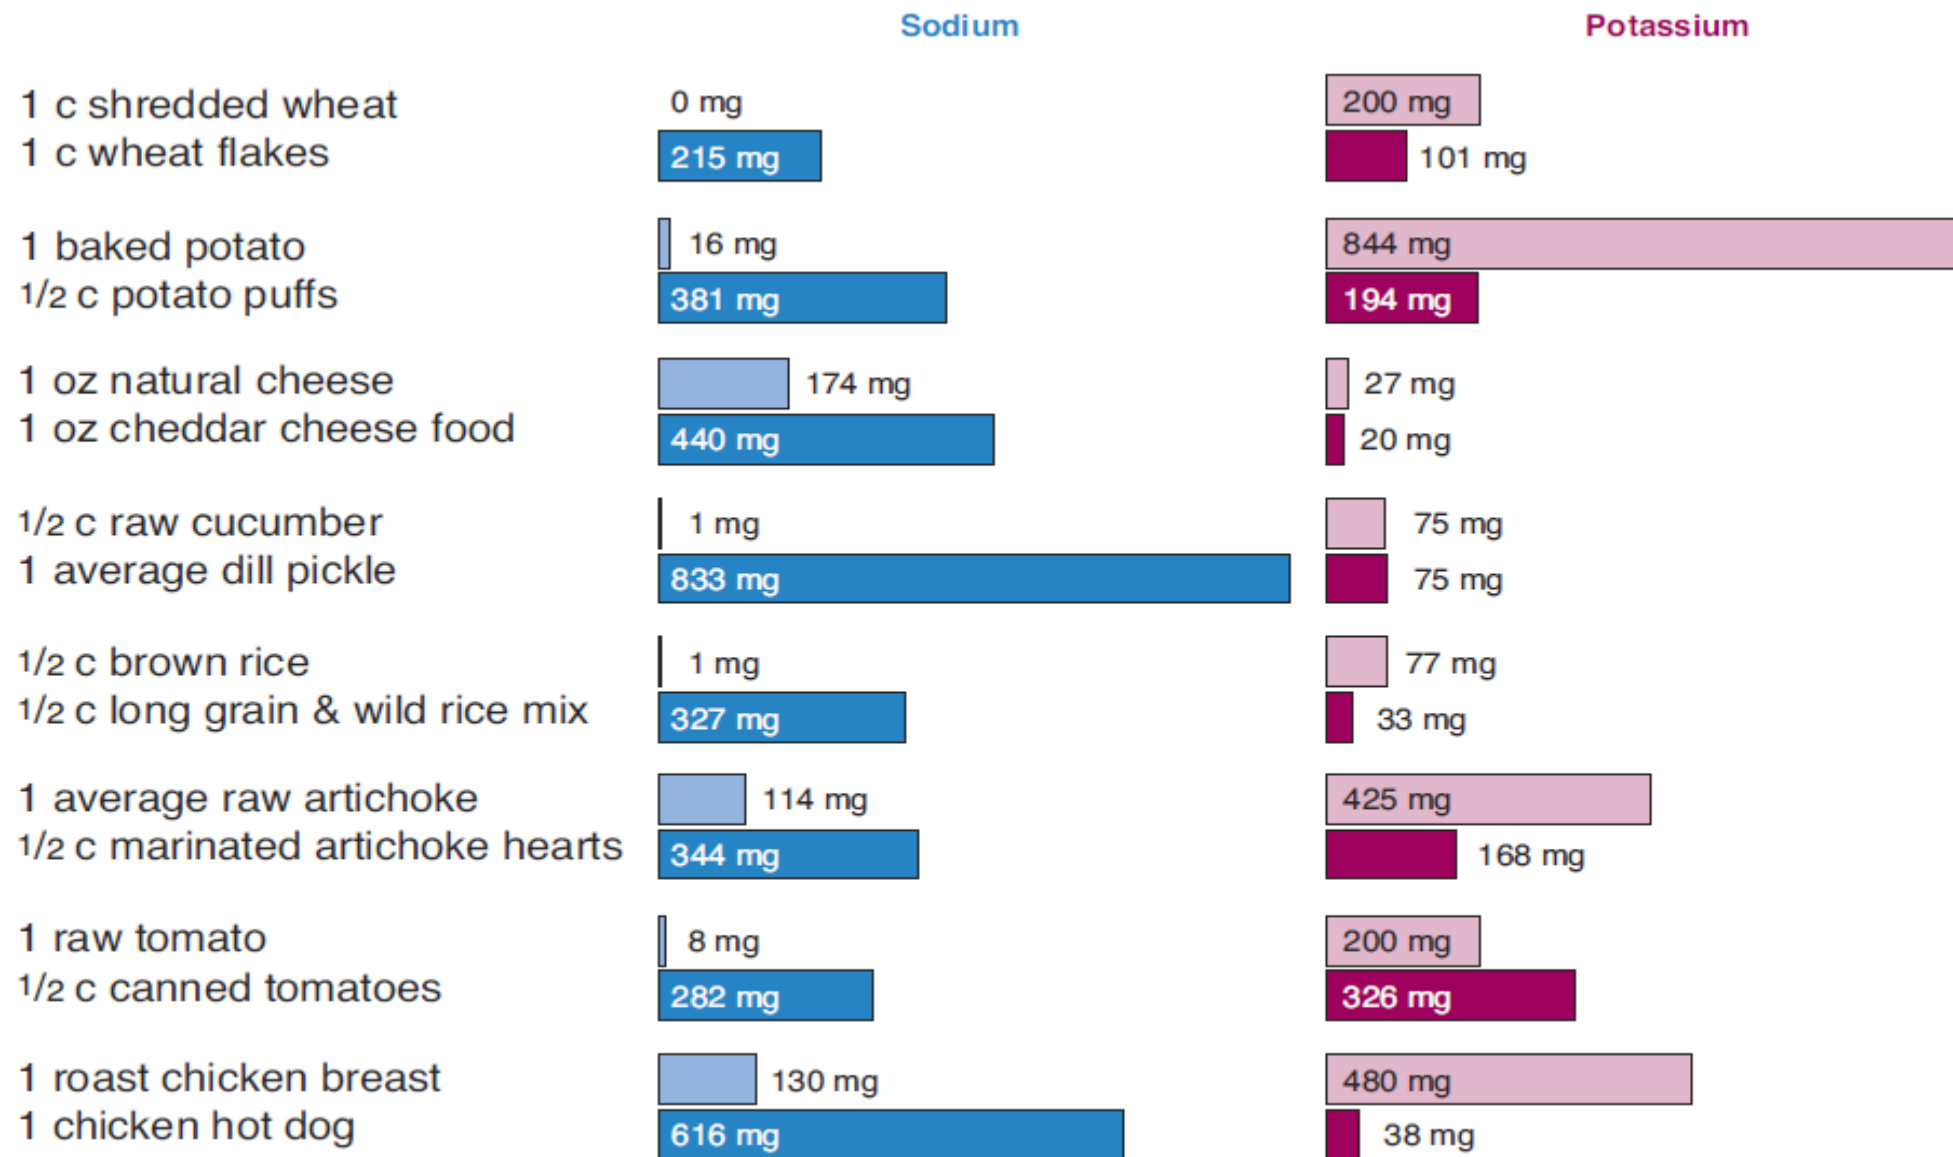 Sodium Potassium
1 c shredded wheat 0 mg 200 mg
1 c wheat flakes 215 mg 101 mg
1 baked potato 16 mg 844 mg
1/2 c potato puffs 381 mg 194 mg
1 oz natural cheese 174 mg 27 mg
1 oz cheddar cheese food 440 mg 20 mg
1/2 c raw cucumber 1 mg 75 mg
1 average dill pickle 833 mg 75 mg
1/2 c brown rice 1 mg 77 mg
1/2 c long grain & wild rice mix 327 mg 33 mg
1 average raw artichoke 114 mg 425 mg
1/2 c marinated artichoke hearts 344 mg 168 mg
1 raw tomato 8 mg 200 mg
1/2 c canned tomatoes 282 mg 326 mg
1 roast chicken breast 130 mg 480 mg
1 chicken hot dog 616 mg 38 mg